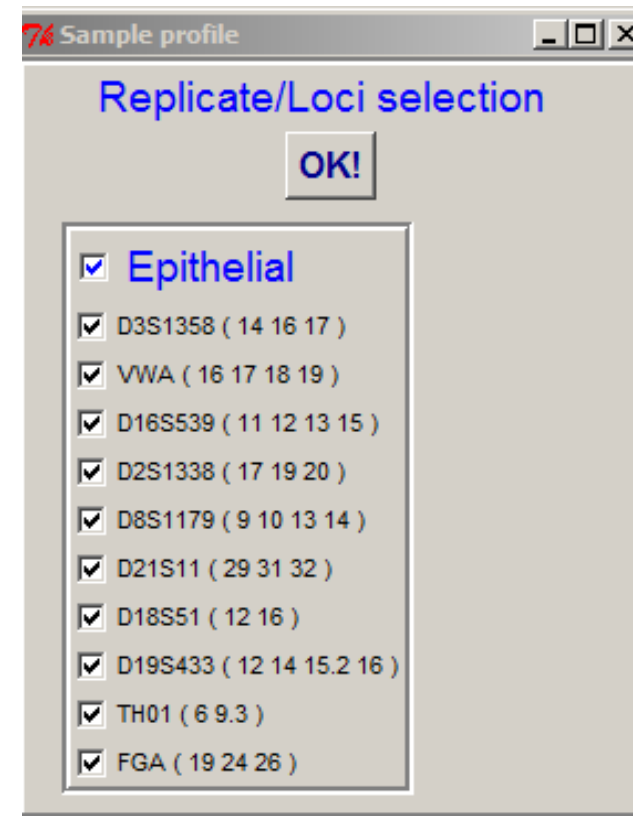 Sample profile
Replicate/Loci selection
OK!
Epithelial
D3S1358 ( 14 16 17 )
VWA ( 16 17 18 19 )
D16S539 ( 11 12 13 15 )
D2S1338 ( 17 19 20 )
D8S1179 ( 9 10 13 14 )
D21S11 ( 29 31 32 )
D18S51 ( 12 16 )
D19S433 ( 12 14 15.2 16 )
TH01 ( 6 9.3 )
FGA ( 19 24 26 )